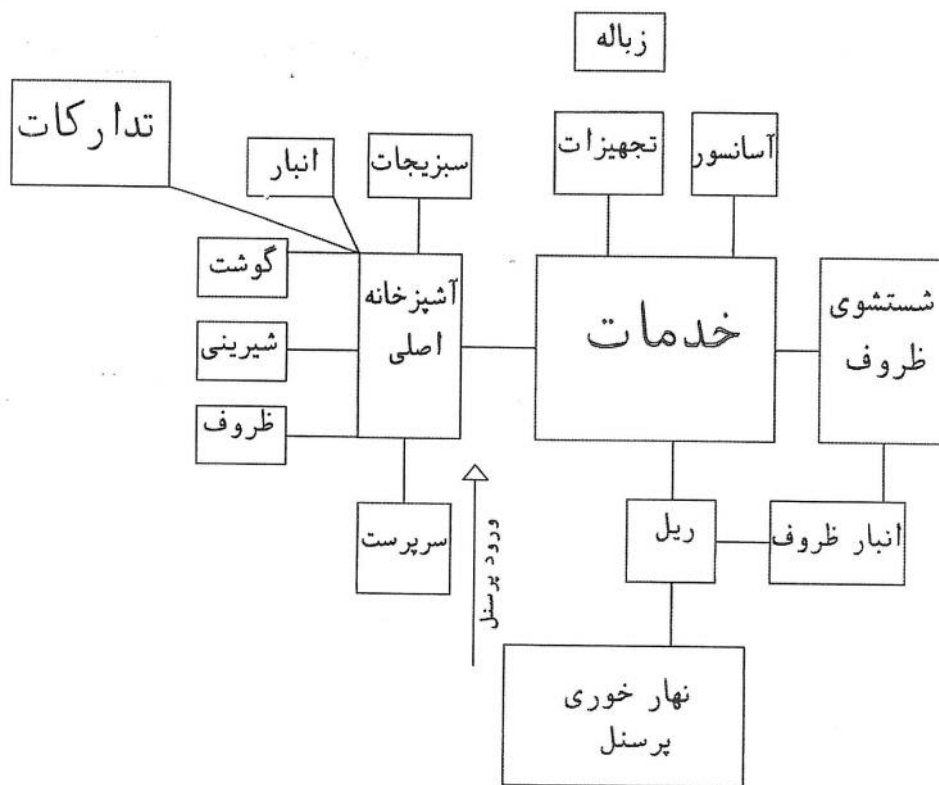 زباله
تدارکات
انبار
سبزیجات
تجهیزات
آسانسور
گوشت
آشپزخانه
اصلی
خدمات
شستشوی
ظروف
شیرینی
ظروف
سرپرست
ورود پرسنل
ریل
انبار ظروف
نهار خوری
پرسنل